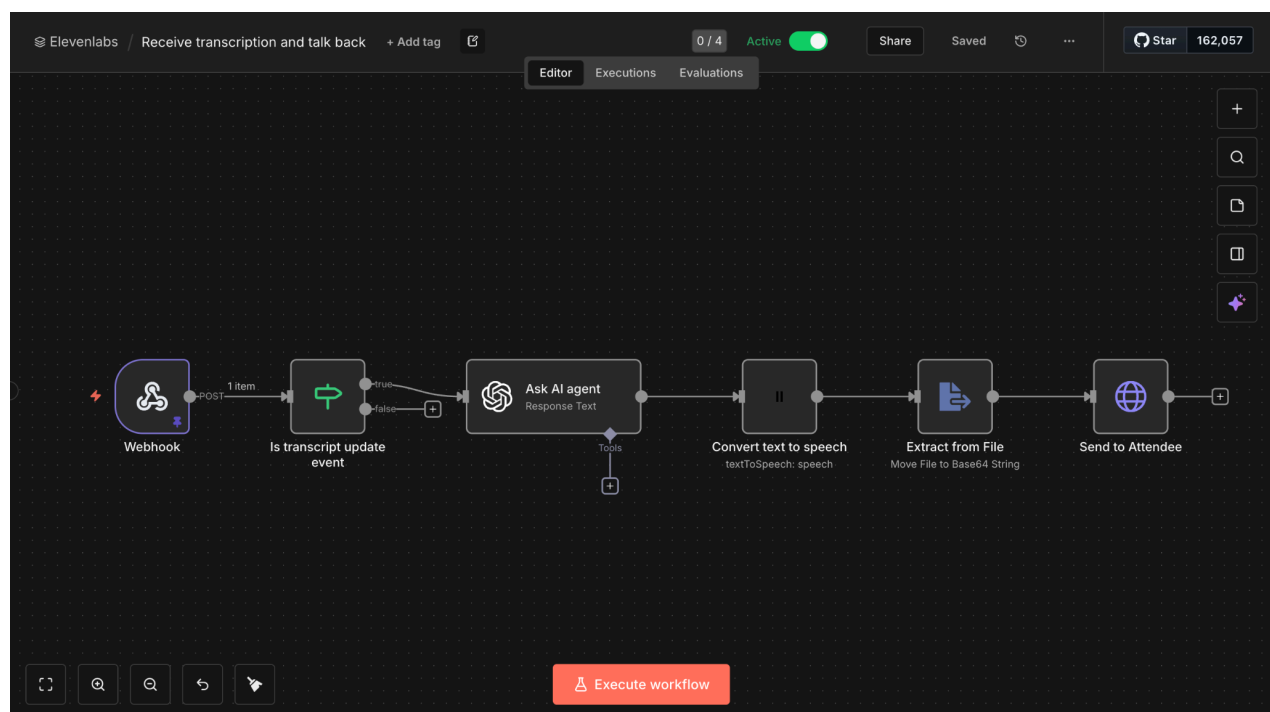 Elevenlabs / Receive transcription and talk back + Add tag
0 / 4 Active Share Saved ... Star 162,057
Editor Executions Evaluations
POST 1 item
true
false
Webhook
Is transcript update
event
Ask AI agent
Response Text
Tools
Convert text to speech
textToSpeech: speech
Extract from File
Move File to Base64 String
Send to Attendee
Execute workflow